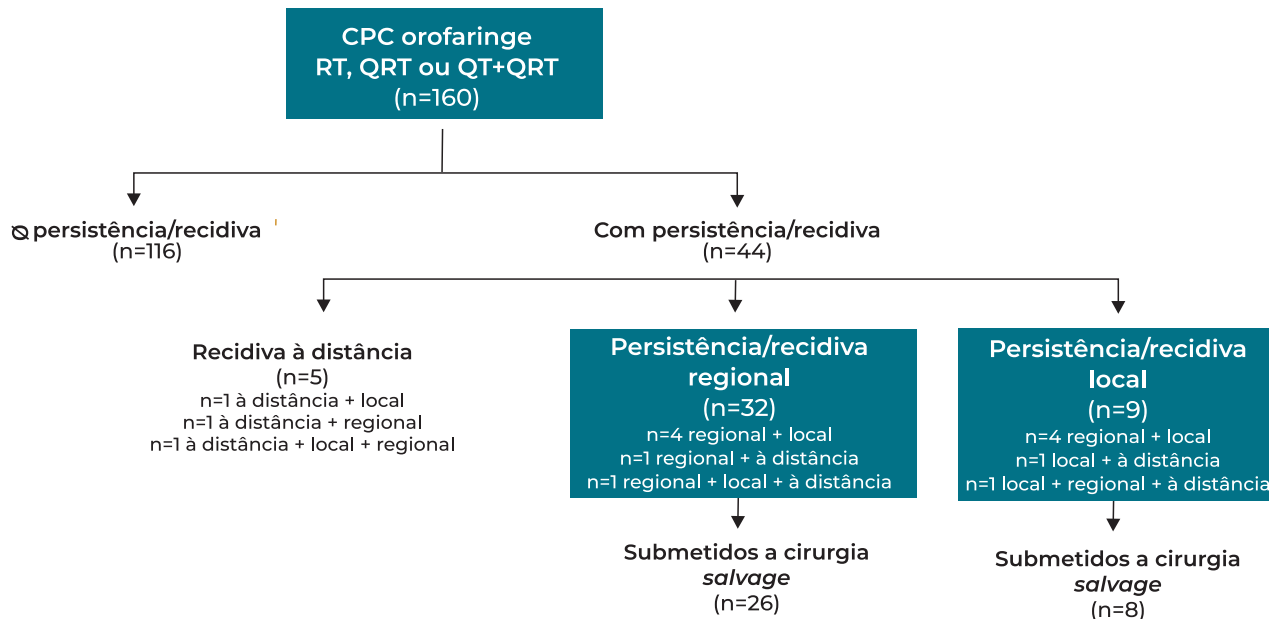 CPC orofaringe
RT, QRT ou QT+QRT
(n=160)
ⵁ persistência/recidiva
(n=116)
Com persistência/recidiva
(n=44)
Recidiva à distância
(n=5)
n=1 à distância + local
n=1 à distância + regional
n=1 à distância + local + regional
Persistência/recidiva
regional
(n=32)
n=4 regional + local
n=1 regional + à distância
n=1 regional + local + à distância
Persistência/recidiva
local
(n=9)
n=4 regional + local
n=1 local + à distância
n=1 local + regional + à distância
Submetidos a cirurgia
salvage
(n=26)
Submetidos a cirurgia
salvage
(n=8)